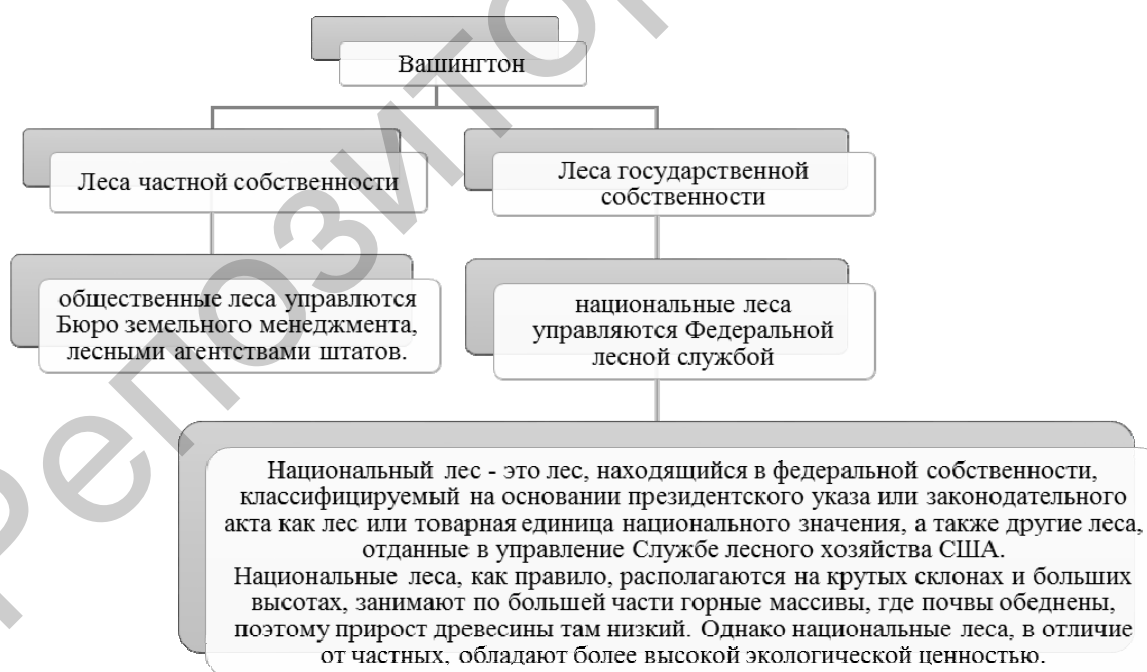 Вашингтон
Леса частной собственности
Леса государственной
собственности
общественные леса управлются
Бюро земельного менеджмента,
лесными агентствами штатов.
национальные леса
управляются Федеральной
лесной службой
Национальный лес - это лес, находящийся в федеральной собственности,
классифицируемый на основании президентского указа или законодательного
акта как лес или товарная единица национального значения, а также другие леса,
отданные в управление Службе лесного хозяйства США.
Национальные леса, как правило, располагаются на крутых склонах и больших
высотах, занимают по большей части горные массивы, где почвы обеднены,
поэтому прирост древесины там низкий. Однако национальные леса, в отличие
от частных, обладают более высокой экологической ценностью.